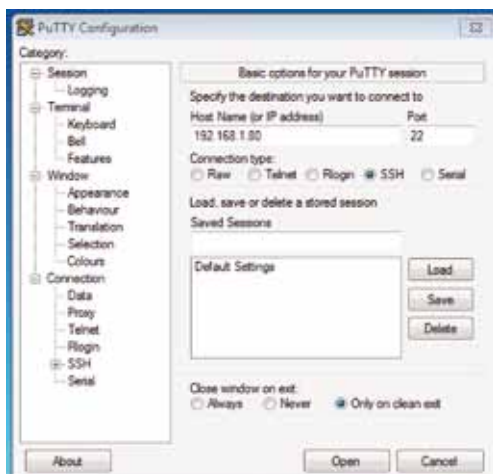 PuTTY Configuration
Category:
Session
Logging
Terminal
Keyboard
Bell
Features
Window
Appearance
Behaviour
Translation
Selection
Colours
Connection
Data
Proxy
Telnet
Rlogin
SSH
Serial
Basic options for your PuTTY session
Specify the destination you want to connect to
Host Name (or IP address) Port
192.168.1.80 22
Connection type:
Raw Telnet Rlogin SSH Serial
Load, save or delete a stored session
Saved Sessions
Default Settings
Load
Save
Delete
Close window on exit:
Always Never Only on clean exit
About Open Cancel